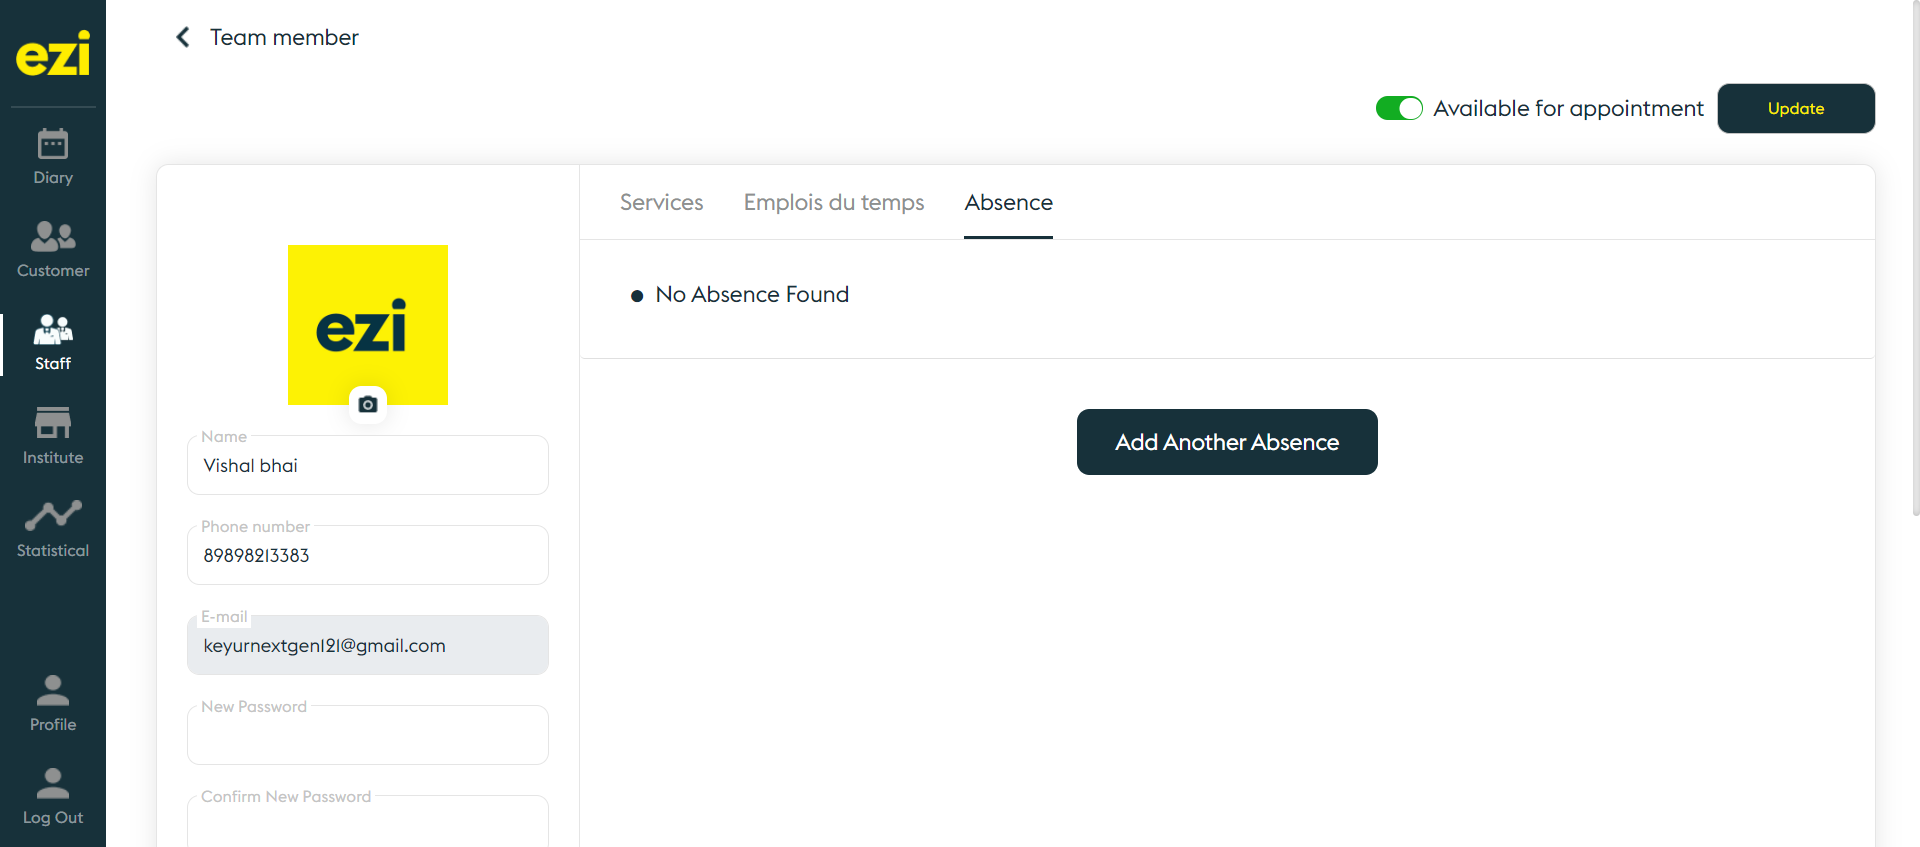 ezi
Team member
Available for appointment
Update
Diary
Customer
Staff
Institute
Statistical
Profile
Log Out
ezi
Name
Vishal bhai
Phone number
89898213383
E-mail
keyurnextgen121@gmail.com
New Password
Confirm New Password
Services Emplois du temps Absence
No Absence Found
Add Another Absence